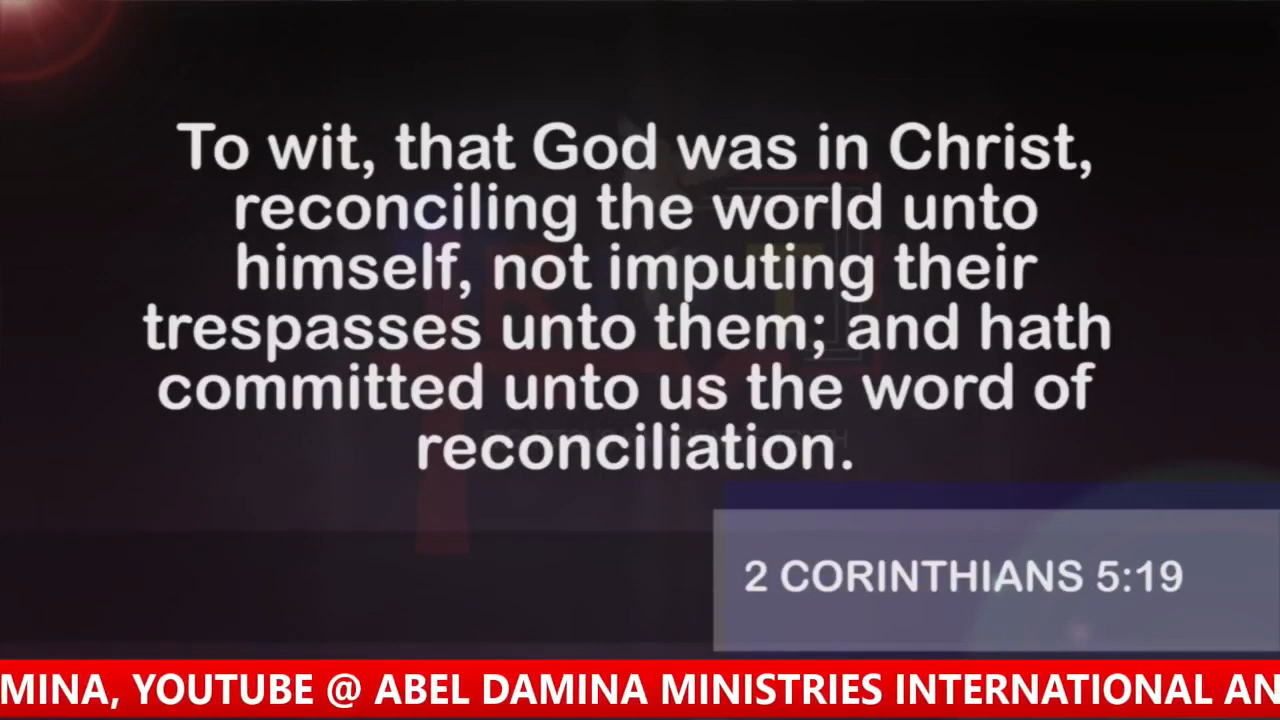 To wit, that God was in Christ,
reconciling the world unto
himself, not imputing their
trespasses unto them; and hath
committed unto us the word of
reconciliation.
2 CORINTHIANS 5:19
MINA, YOUTUBE @ ABEL DAMINA MINISTRIES INTERNATIONAL AN